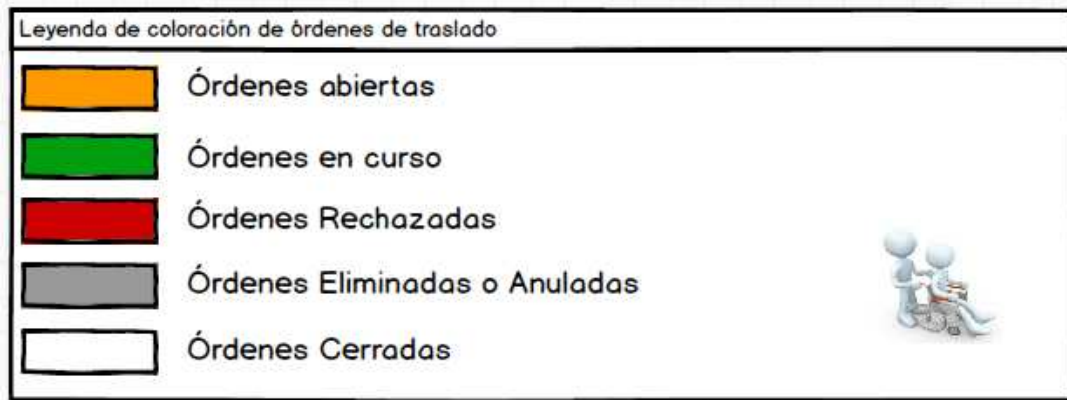 Leyenda de coloración de órdenes de traslado
Órdenes abiertas
Órdenes en curso
Órdenes Rechazadas
Órdenes Eliminadas o Anuladas
Órdenes Cerradas